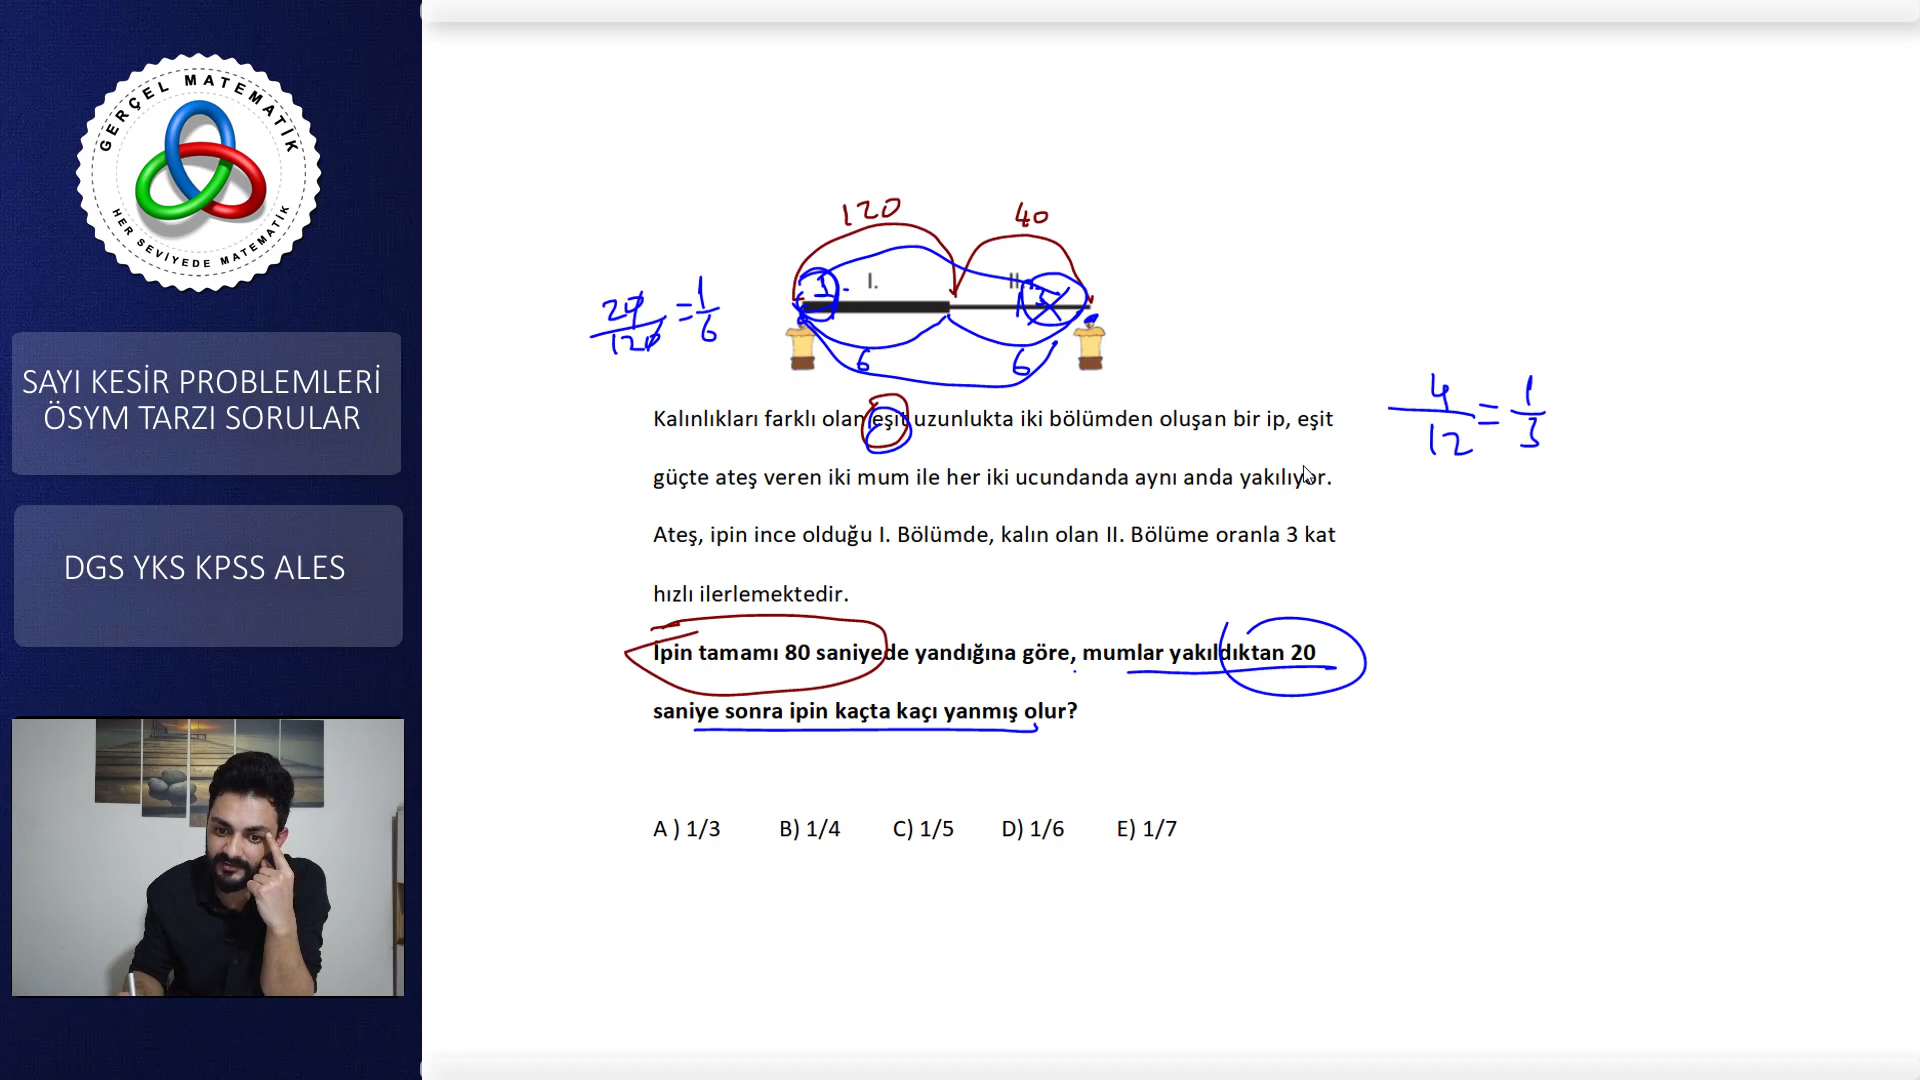 GERÇEL MATEMATİK
HER SEVİYEDE MATEMATİK
SAYI KESİR PROBLEMLERİ
ÖSYM TARZI SORULAR
DGS YKS KPSS ALES
120
40
I.
II.
1
3
20/120 = 1/6
6
6
4/12 = 1/3
Kalınlıkları farklı olan eşit uzunlukta iki bölümden oluşan bir ip, eşit
güçte ateş veren iki mum ile her iki ucundanda aynı anda yakılıyor.
Ateş, ipin ince olduğu I. Bölümde, kalın olan II. Bölüme oranla 3 kat
hızlı ilerlemektedir.
İpin tamamı 80 saniyede yandığına göre, mumlar yakıldıktan 20
saniye sonra ipin kaçta kaçı yanmış olur?
A ) 1/3 B) 1/4 C) 1/5 D) 1/6 E) 1/7